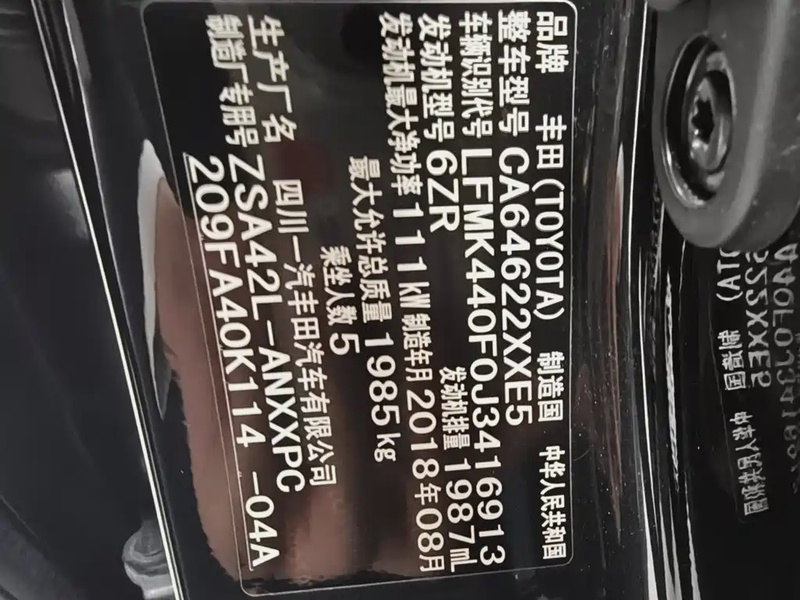 品牌 丰田(TOYOTA) 制造国 中华人民共和国
整车型号 CA64622XXE5
车辆识别代号 LFMK440F0J3416913
发动机型号 6ZR 发动机排量 1987mL
发动机最大净功率 111kW 制造年月 2018年08月
最大允许总质量 1985kg
乘坐人数 5
生产厂名 四川一汽丰田汽车有限公司
制造厂专用号 ZSA42L-ANXXPC
209FA40K114 -04A